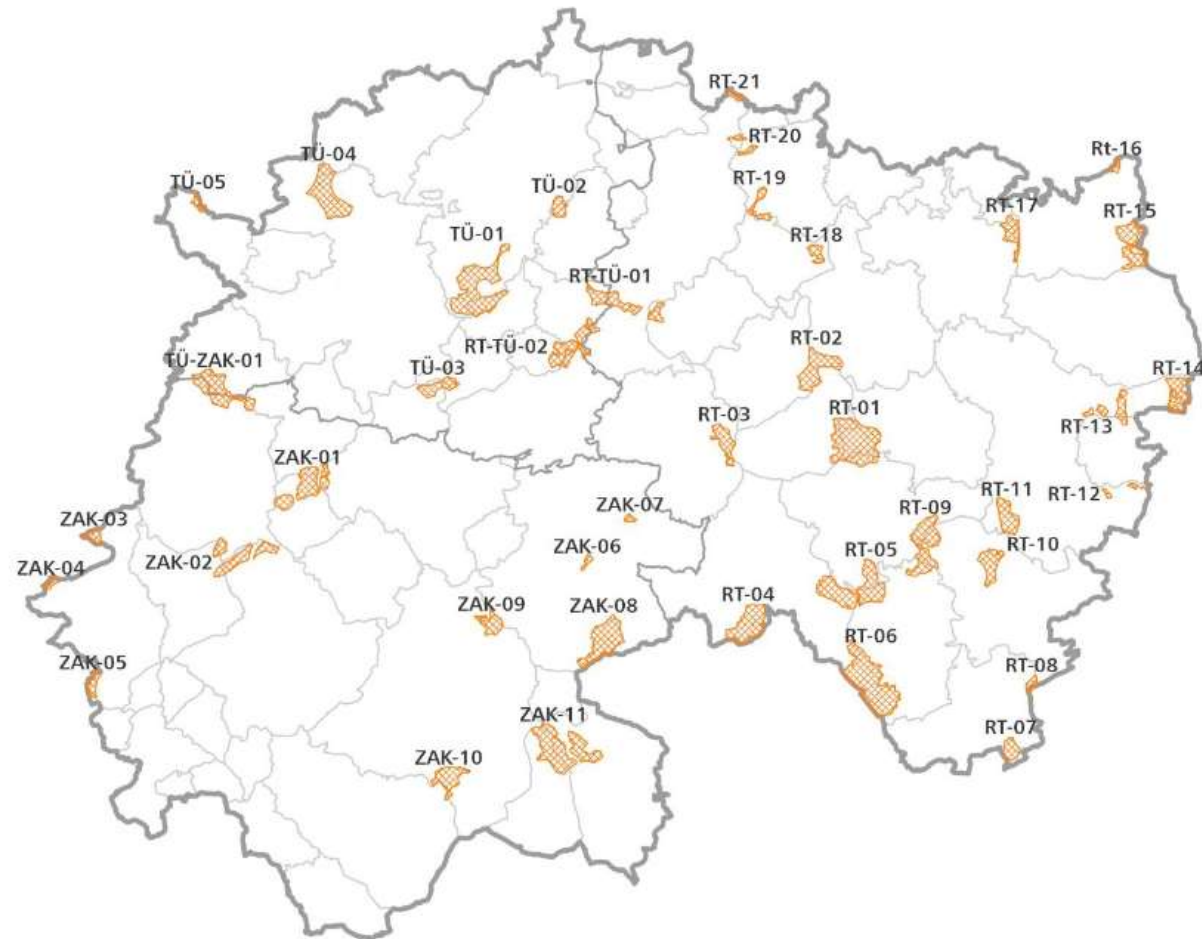 RT-21
RT-20
TÜ-04
Rt-16
TÜ-05
TÜ-02
RT-19
RT-17
RT-15
TÜ-01
RT-18
RT-TÜ-01
RT-TÜ-02
RT-02
TÜ-ZAK-01
TÜ-03
RT-14
RT-03
RT-01
RT-13
ZAK-01
RT-11
RT-12
ZAK-07
RT-09
ZAK-03
ZAK-06
RT-10
ZAK-02
RT-05
ZAK-04
ZAK-09
ZAK-08
RT-04
RT-06
ZAK-05
RT-08
ZAK-11
RT-07
ZAK-10